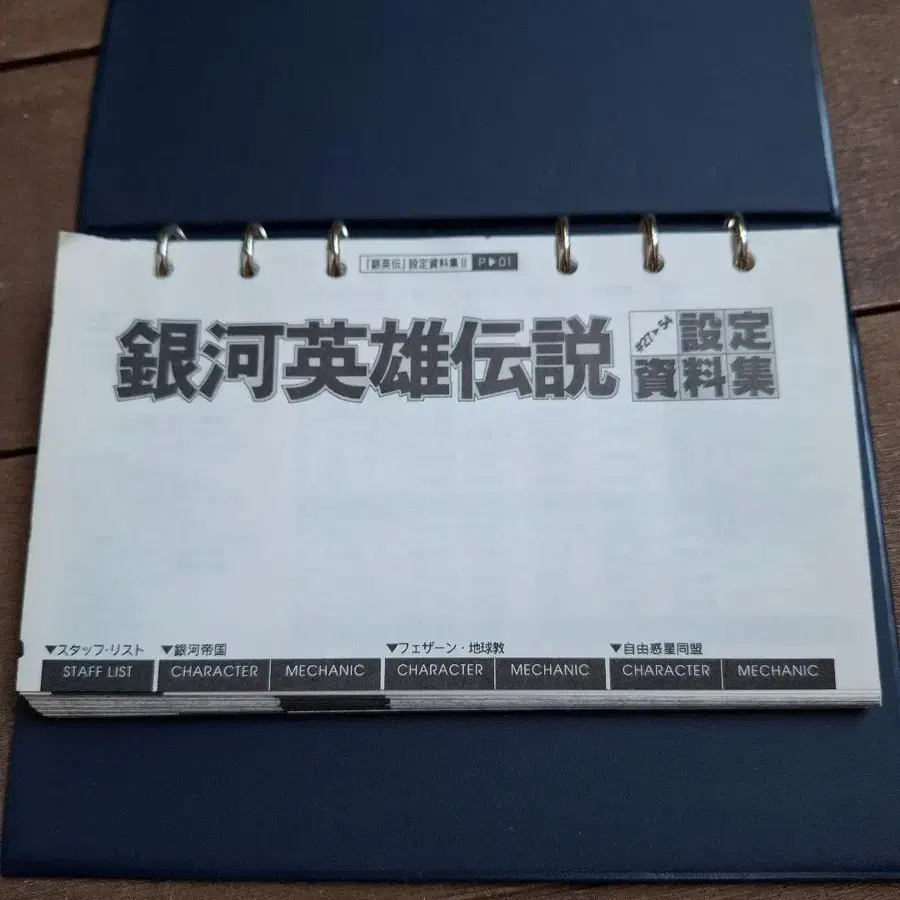 「銀英伝」設定資料集II P▶01
銀河英雄伝説
#27▶54 設定
資料集
▼スタッフ・リスト ▼銀河帝国 ▼フェザーン・地球教 ▼自由惑星同盟
STAFF LIST CHARACTER MECHANIC CHARACTER MECHANIC CHARACTER MECHANIC